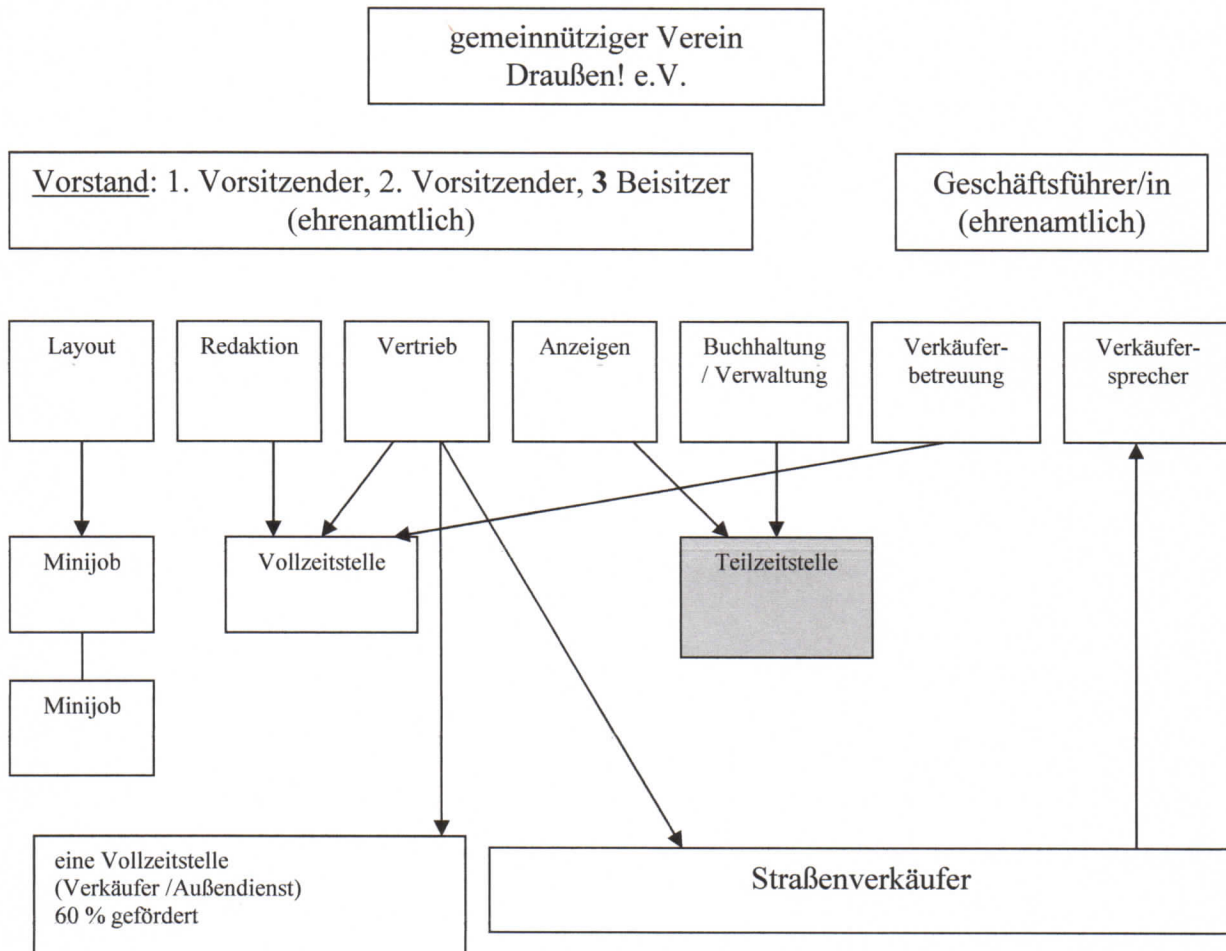 gemeinnütziger Verein
Draußen! e.V.
Vorstand: 1. Vorsitzender, 2. Vorsitzender, 3 Beisitzer
(ehrenamtlich)
Geschäftsführer/in
(ehrenamtlich)
Layout
Redaktion
Vertrieb
Anzeigen
Buchhaltung
/ Verwaltung
Verkäufer-
betreuung
Verkäufer-
sprecher
Minijob
Vollzeitstelle
Teilzeitstelle
Minijob
eine Vollzeitstelle
(Verkäufer /Außendienst)
60 % gefördert
Straßenverkäufer